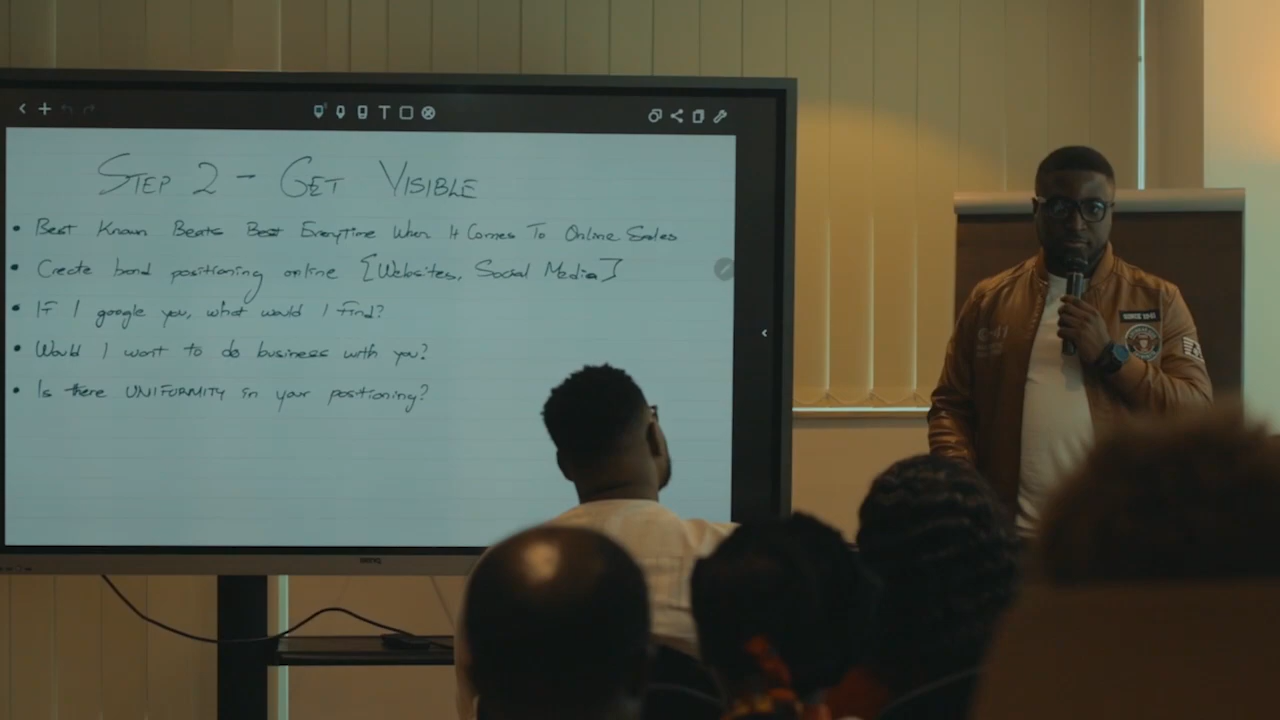 STEP 2 - GET VISIBLE
• Best Known Beats Best Everytime When It Comes To Online Sales
• Create bond positioning online [Websites, Social Media]
• If I google you, what would I find?
• Would I want to do business with you?
• Is there UNIFORMITY in your positioning?
BENQ